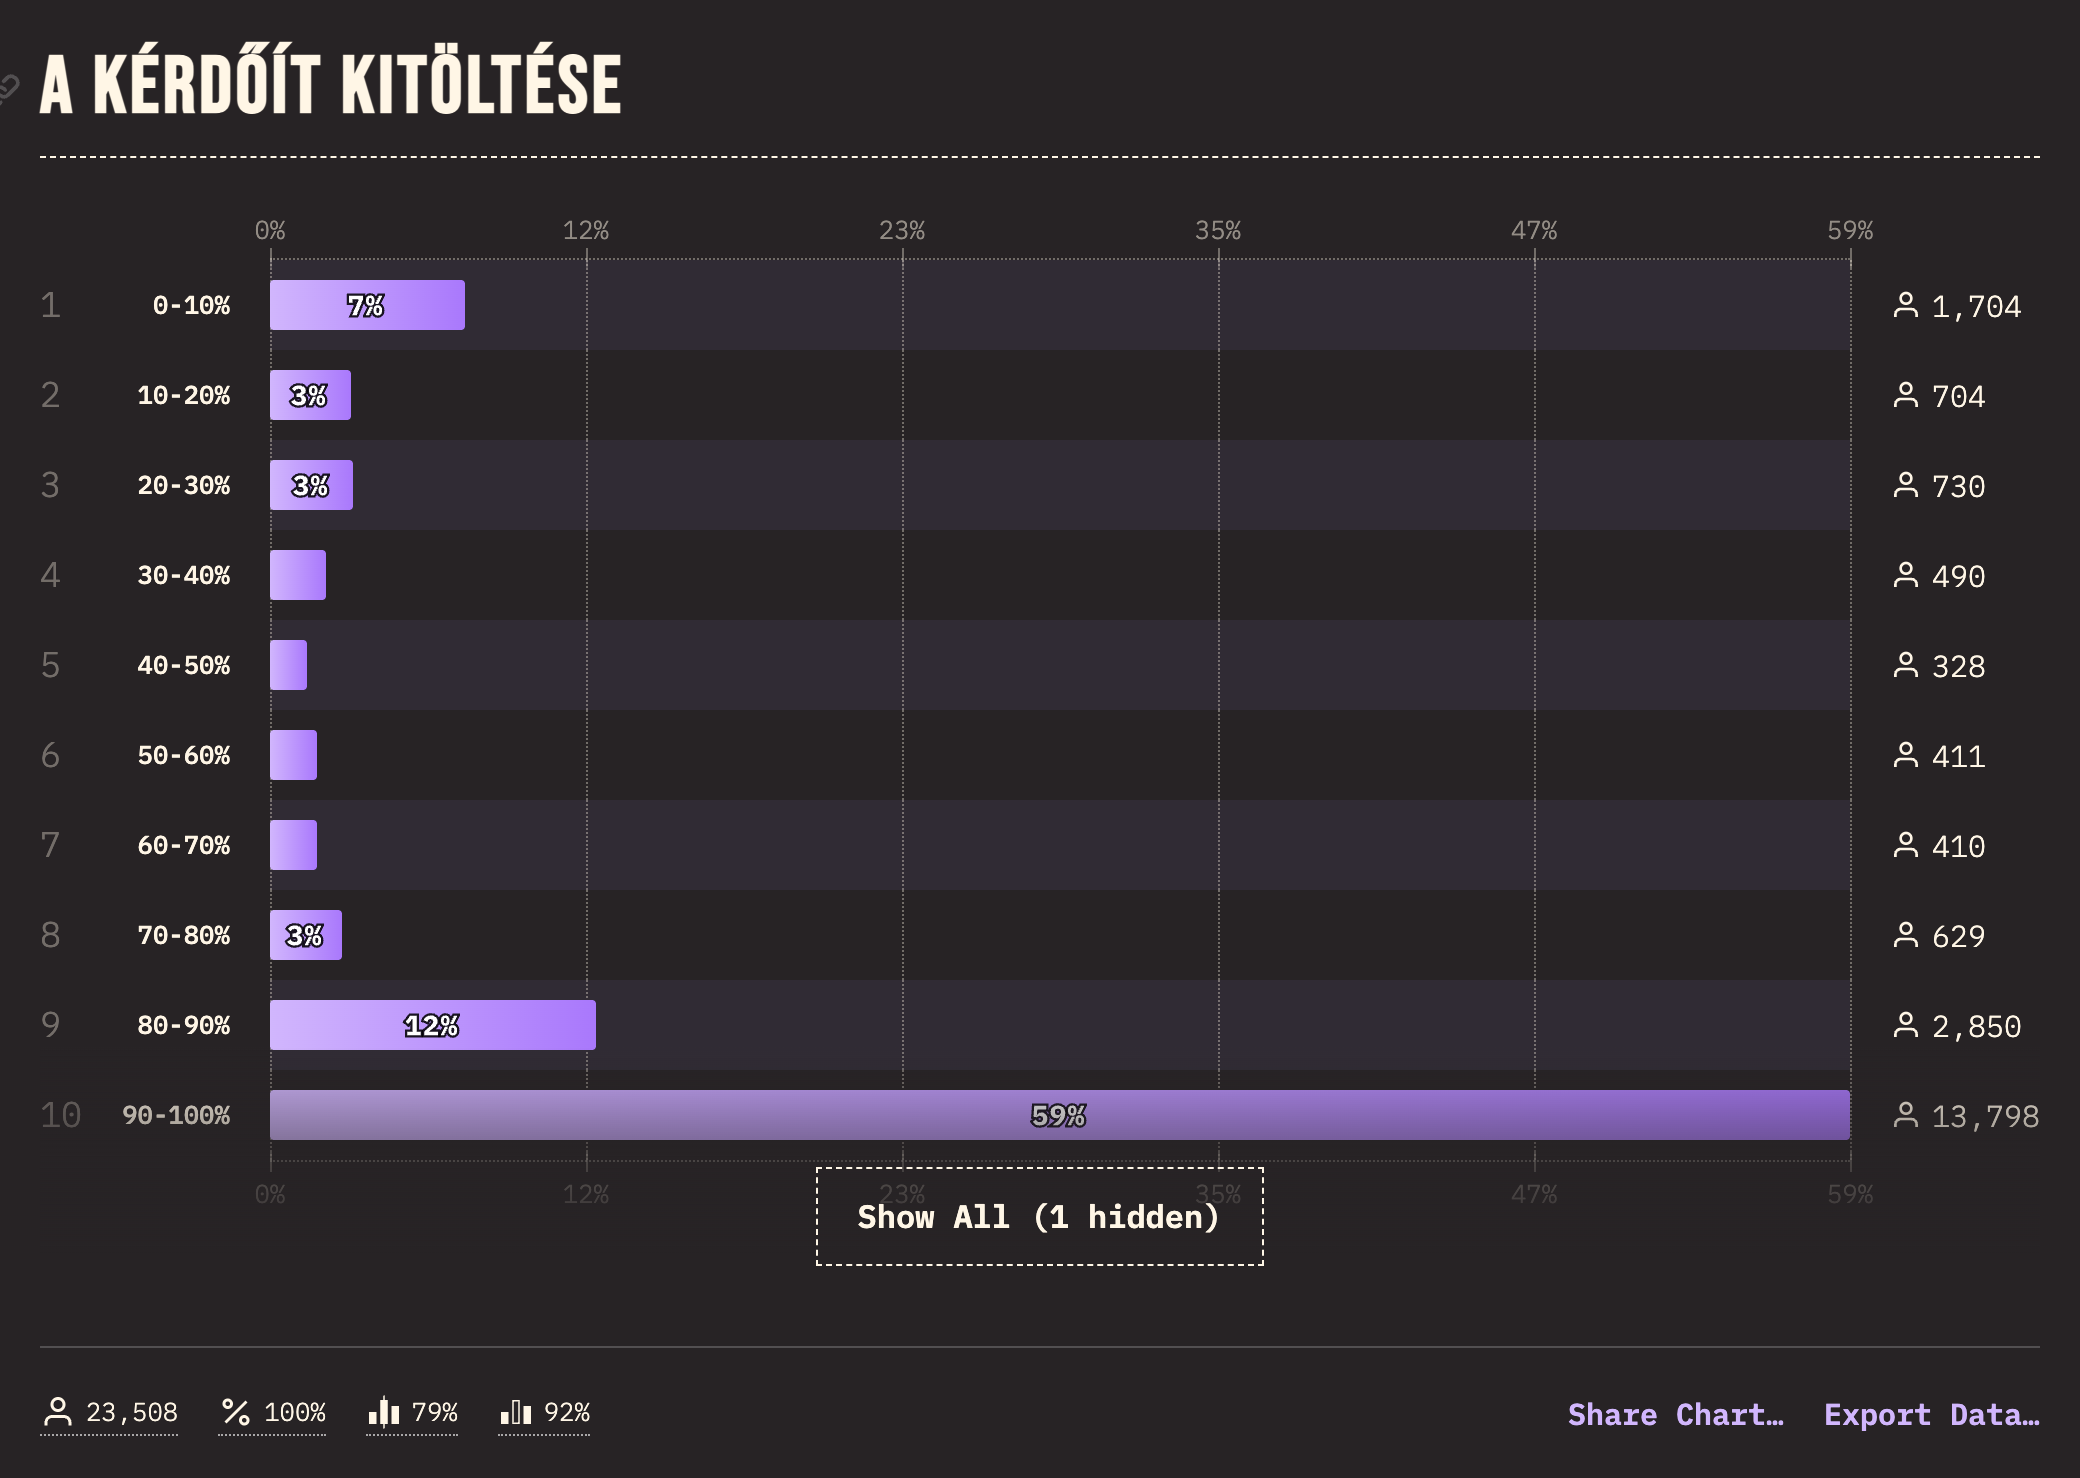 A KÉRDŐÍT KITÖLTÉSE
0% 12% 23% 35% 47% 59%
1 0-10% 7% 1,704
2 10-20% 3% 704
3 20-30% 3% 730
4 30-40% 490
5 40-50% 328
6 50-60% 411
7 60-70% 410
8 70-80% 3% 629
9 80-90% 12% 2,850
10 90-100% 59% 13,798
0% 12% 23% 35% 47% 59%
Show All (1 hidden)
23,508 100% 79% 92% Share Chart… Export Data…